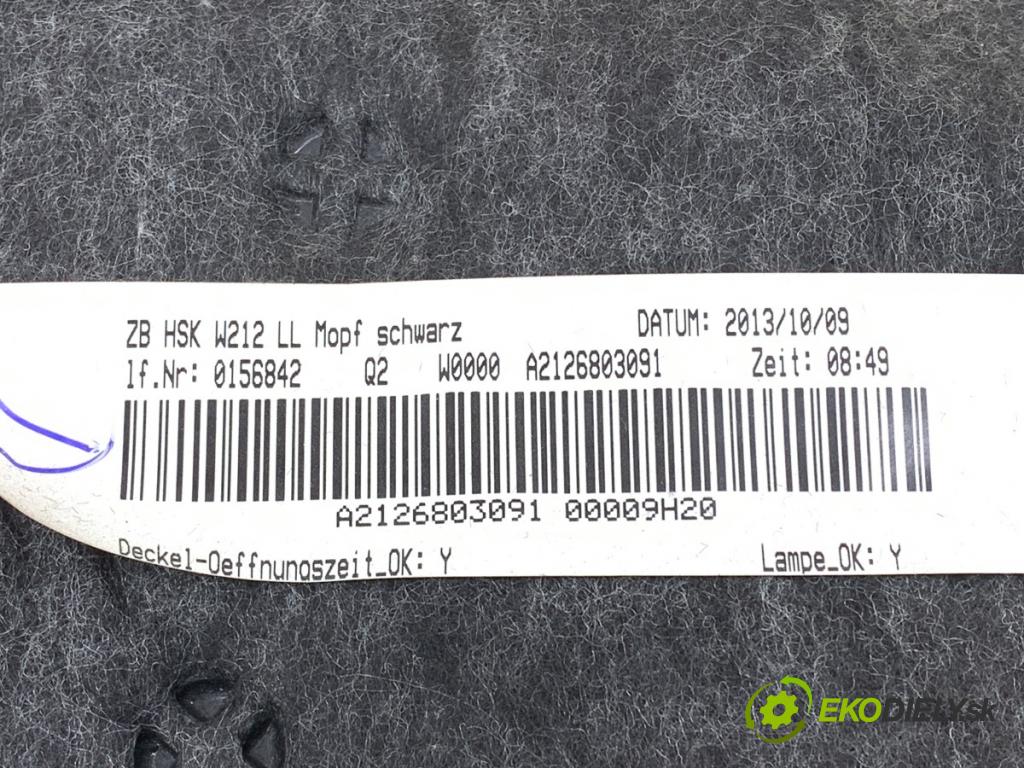 ZB HSK W212 LL Mopf schwarz DATUM: 2013/10/09
lf.Nr: 0156842 Q2 W0000 A2126803091 Zeit: 08:49
A2126803091 00009H20
Deckel-Oeffnungszeit_OK: Y Lampe_OK: Y
EKODIELY.sk